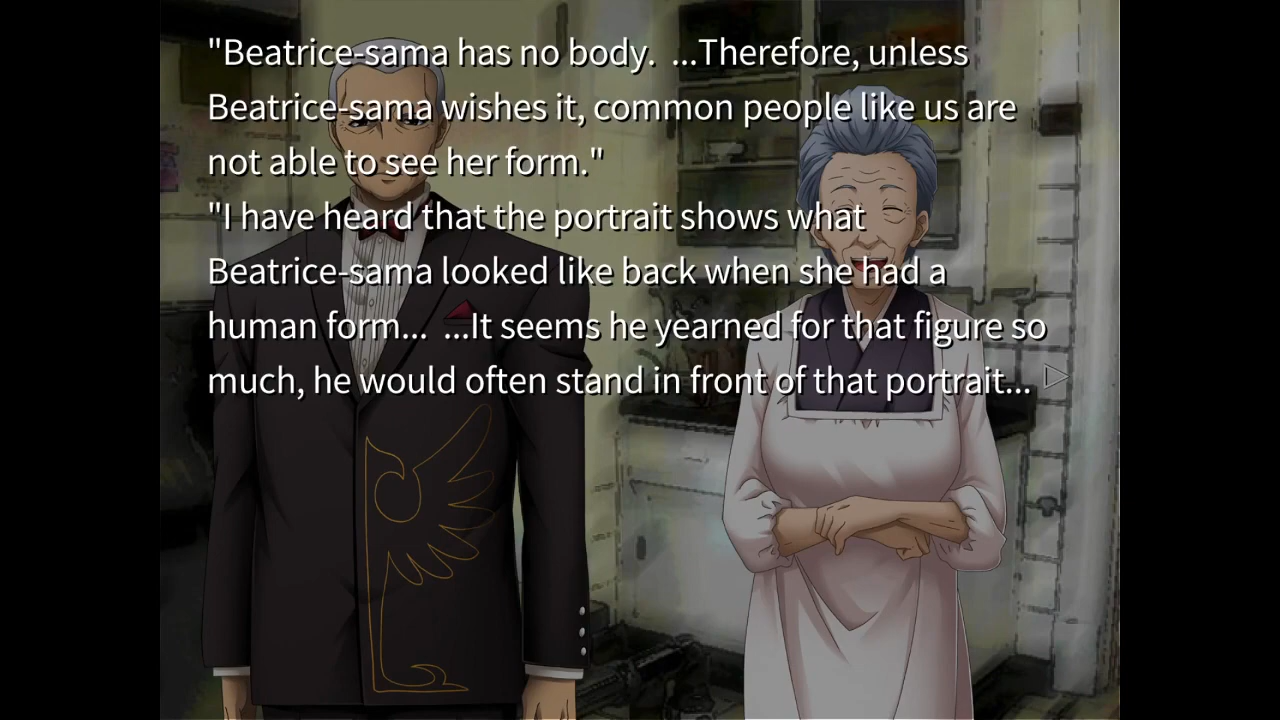 "Beatrice-sama has no body.  ...Therefore, unless
Beatrice-sama wishes it, common people like us are
not able to see her form."
"I have heard that the portrait shows what
Beatrice-sama looked like back when she had a
human form...  ...It seems he yearned for that figure so
much, he would often stand in front of that portrait...